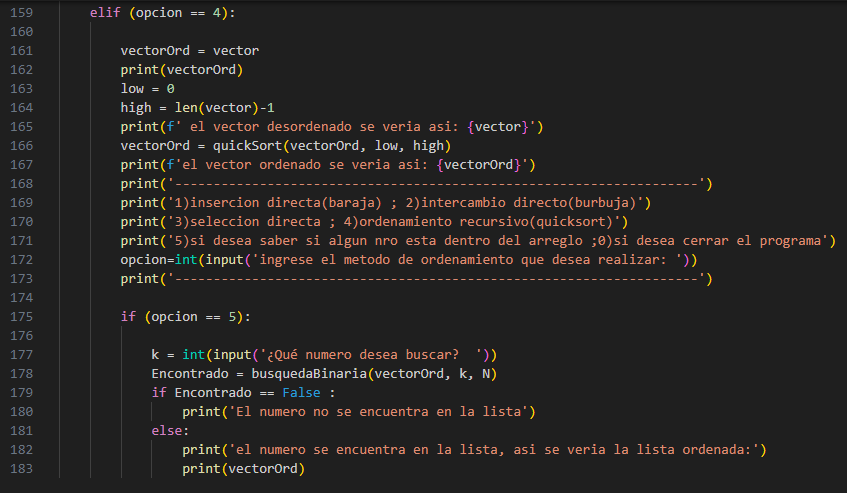 159 elif (opcion == 4):
160
161 vectorOrd = vector
162 print(vectorOrd)
163 low = 0
164 high = len(vector)-1
165 print(f' el vector desordenado se veria asi: {vector}')
166 vectorOrd = quickSort(vectorOrd, low, high)
167 print(f'el vector ordenado se veria asi: {vectorOrd}')
168 print('-----------------------------------------------------------------')
169 print('1)insercion directa(baraja) ; 2)intercambio directo(burbuja)')
170 print('3)seleccion directa ; 4)ordenamiento recursivo(quicksort)')
171 print('5)si desea saber si algun nro esta dentro del arreglo ;0)si desea cerrar el programa')
172 opcion=int(input('ingrese el metodo de ordenamiento que desea realizar: '))
173 print('-----------------------------------------------------------------')
174
175 if (opcion == 5):
176
177 k = int(input('¿Qué numero desea buscar?  '))
178 Encontrado = busquedaBinaria(vectorOrd, k, N)
179 if Encontrado == False :
180 print('El numero no se encuentra en la lista')
181 else:
182 print('el numero se encuentra en la lista, asi se veria la lista ordenada:')
183 print(vectorOrd)